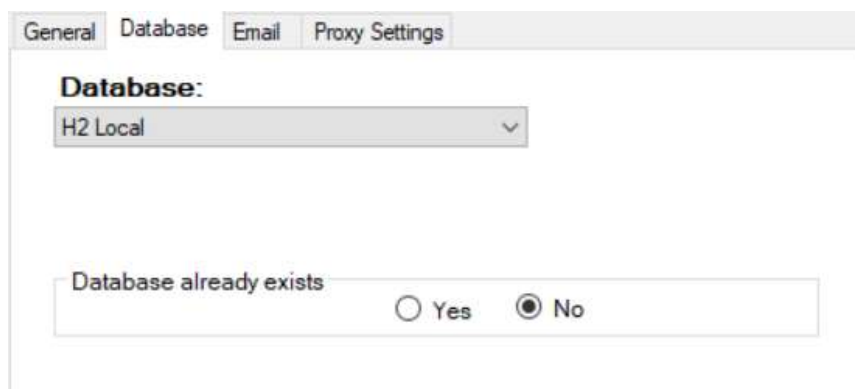 General Database Email Proxy Settings
Database:
H2 Local
Database already exists
Yes No